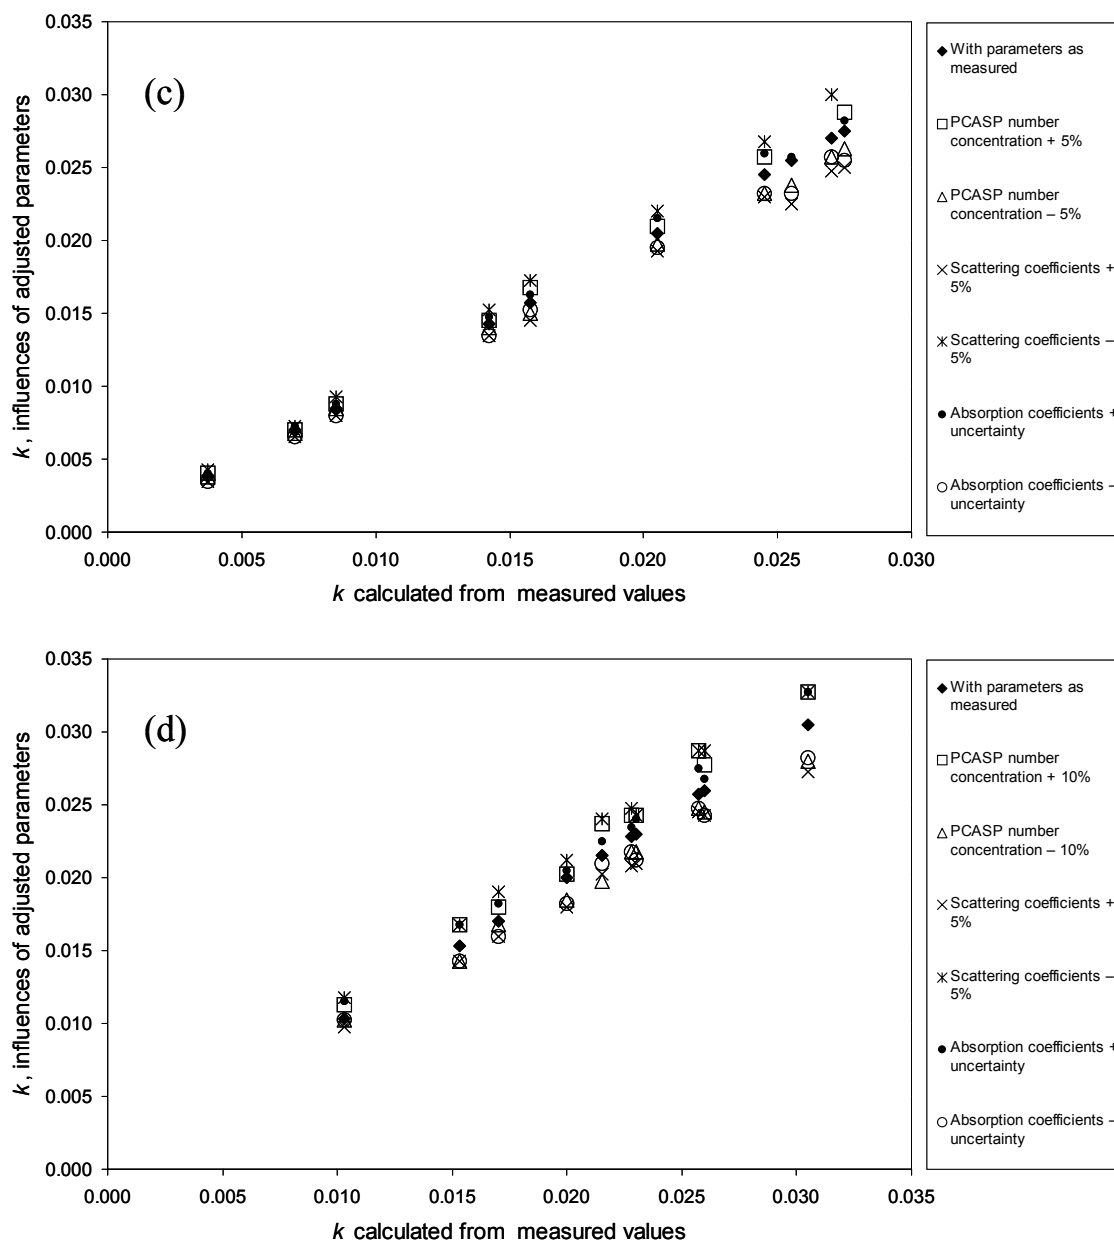 (c)
0.035
0.030
0.025
0.020
0.015
0.010
0.005
0.000
k, influences of adjusted parameters
0.000 0.005 0.010 0.015 0.020 0.025 0.030
k calculated from measured values
With parameters as
measured
PCASP number
concentration + 5%
PCASP number
concentration – 5%
Scattering coefficients +
5%
Scattering coefficients –
5%
Absorption coefficients +
uncertainty
Absorption coefficients –
uncertainty
(d)
0.035
0.030
0.025
0.020
0.015
0.010
0.005
0.000
k, influences of adjusted parameters
0.000 0.005 0.010 0.015 0.020 0.025 0.030 0.035
k calculated from measured values
With parameters as
measured
PCASP number
concentration + 10%
PCASP number
concentration – 10%
Scattering coefficients +
5%
Scattering coefficients –
5%
Absorption coefficients +
uncertainty
Absorption coefficients –
uncertainty